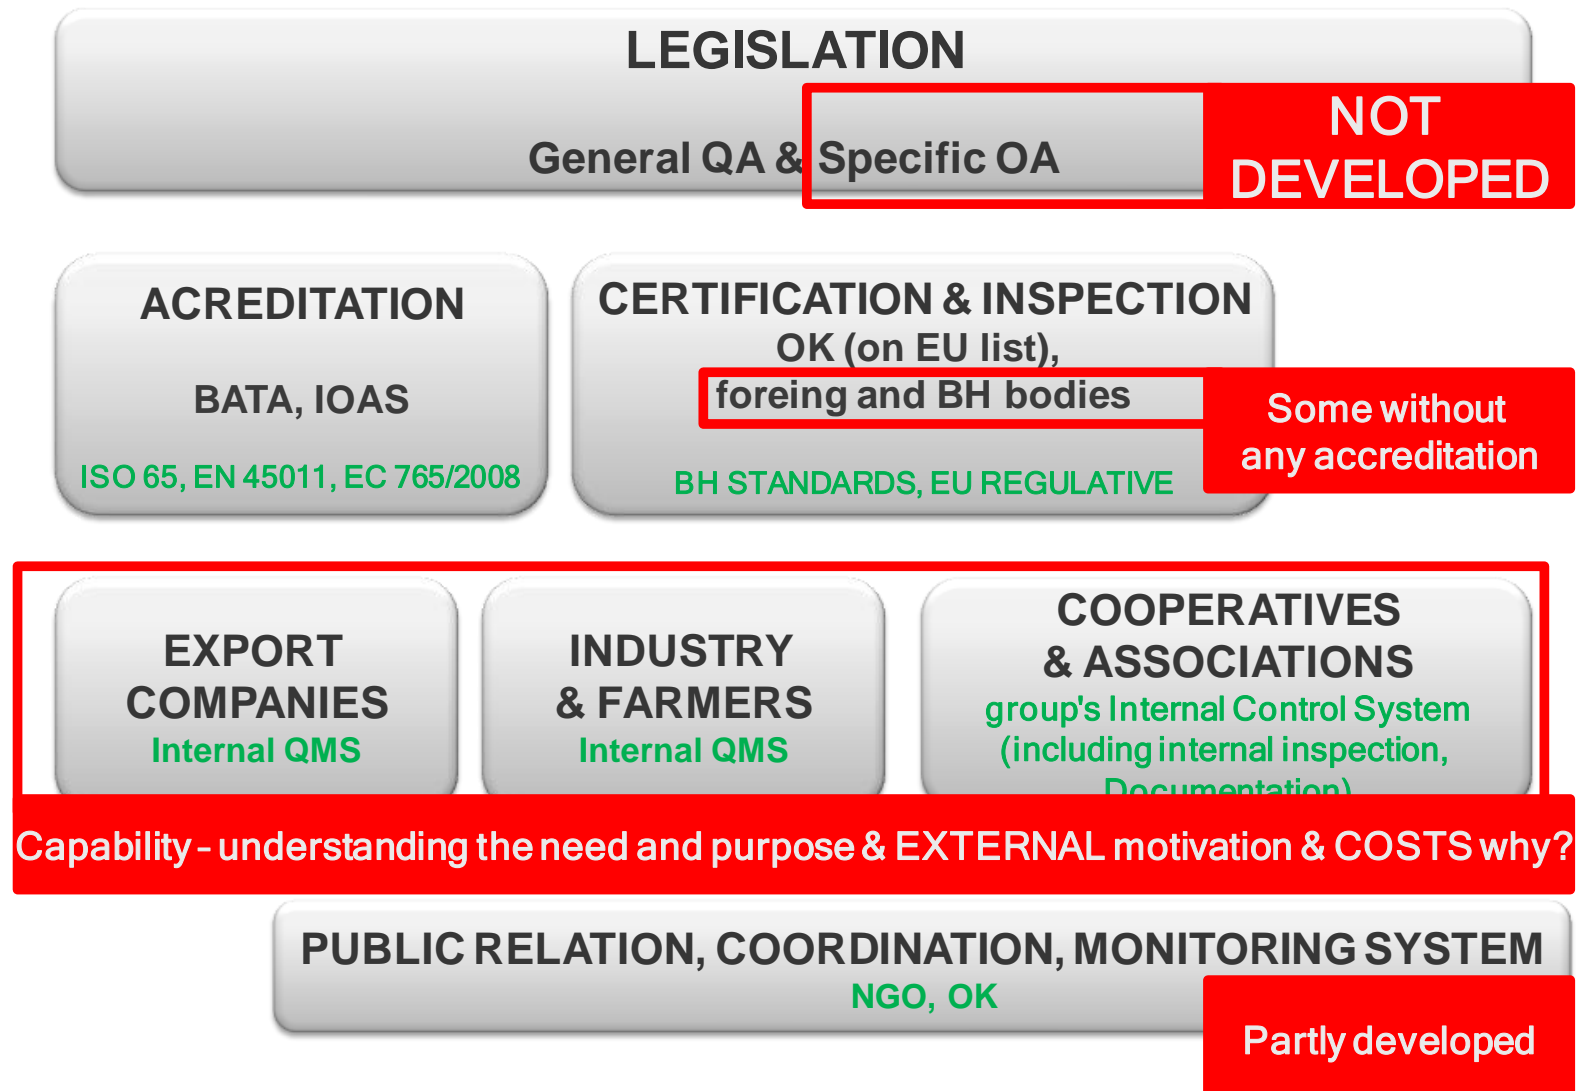 LEGISLATION
General QA & Specific OA
NOT
DEVELOPED
ACREDITATION
BATA, IOAS
ISO 65, EN 45011, EC 765/2008
CERTIFICATION & INSPECTION
OK (on EU list),
foreing and BH bodies
BH STANDARDS, EU REGULATIVE
Some without
any accreditation
EXPORT
COMPANIES
Internal QMS
INDUSTRY
& FARMERS
Internal QMS
COOPERATIVES
& ASSOCIATIONS
group's Internal Control System
(including internal inspection,
Documentation)
Capability - understanding the need and purpose & EXTERNAL motivation & COSTS why?
PUBLIC RELATION, COORDINATION, MONITORING SYSTEM
NGO, OK
Partly developed